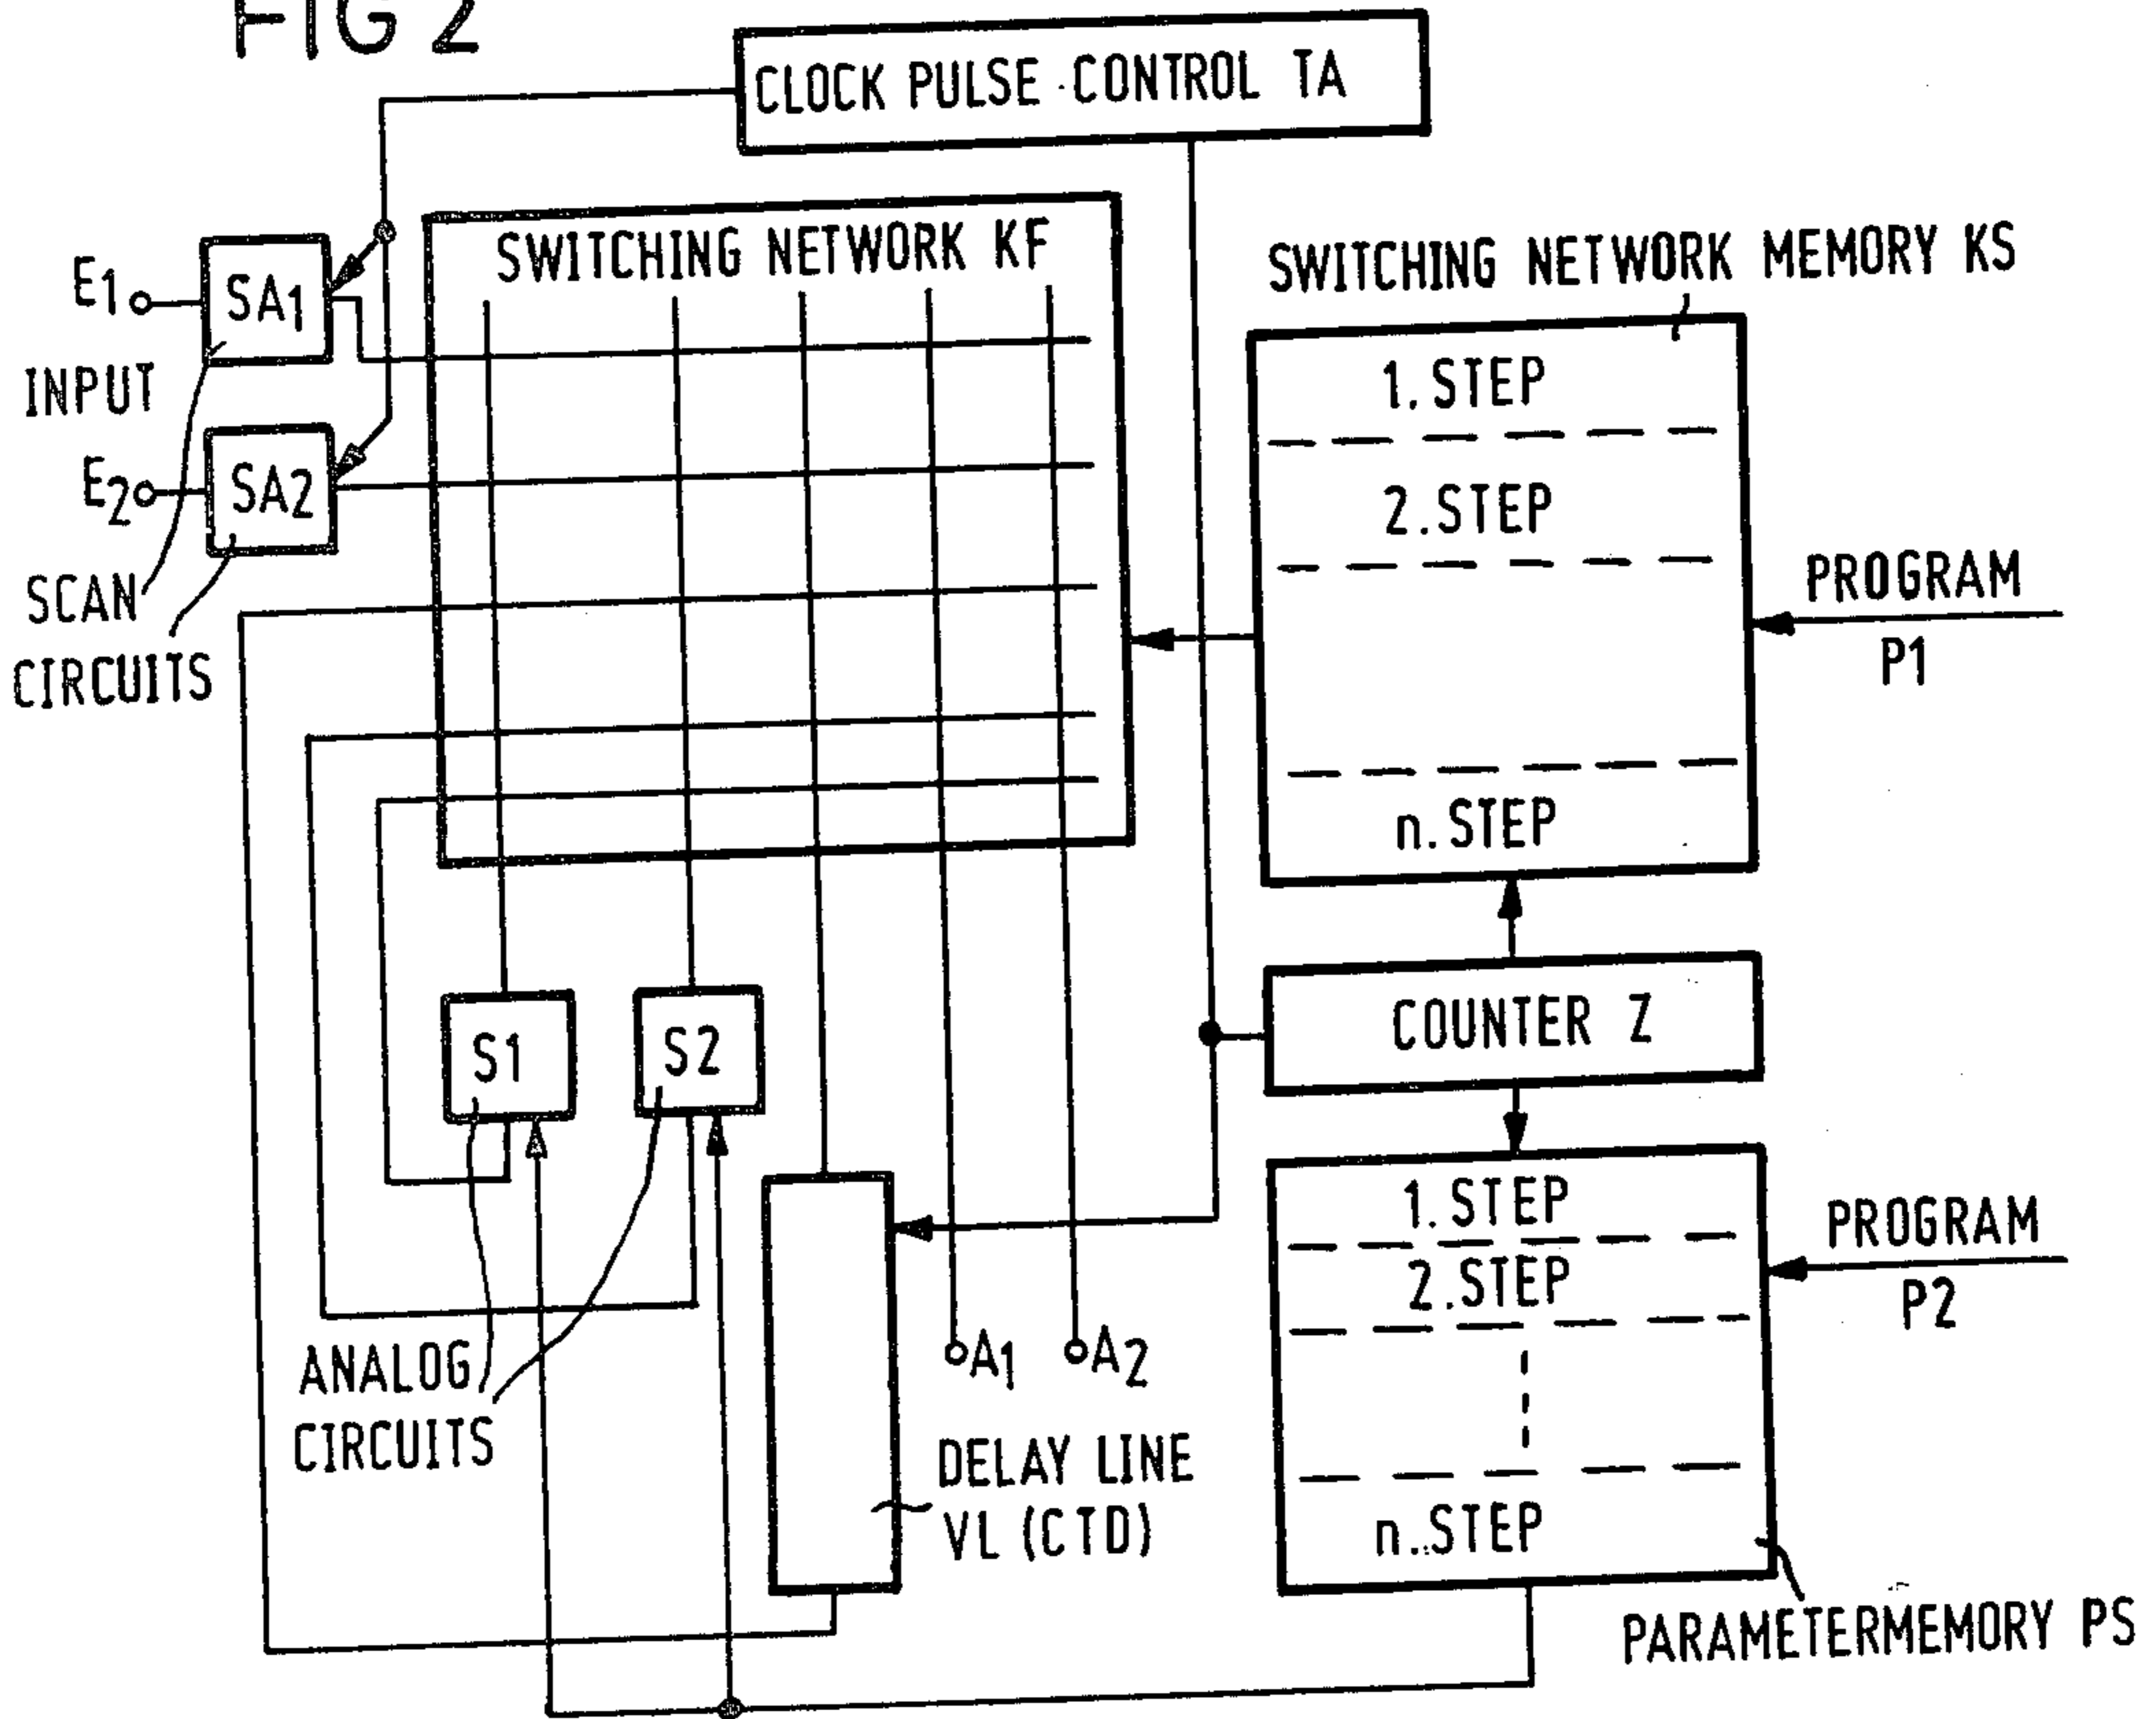 FIG 2
CLOCK PULSE CONTROL TA
SWITCHING NETWORK KF
SWITCHING NETWORK MEMORY KS
E1
SA1
INPUT
E2
SA2
SCAN
CIRCUITS
1. STEP
2. STEP
n. STEP
PROGRAM
P1
COUNTER Z
S1
S2
1. STEP
2. STEP
n. STEP
PROGRAM
P2
A1
A2
ANALOG
CIRCUITS
DELAY LINE
VL (CTD)
PARAMETERMEMORY PS